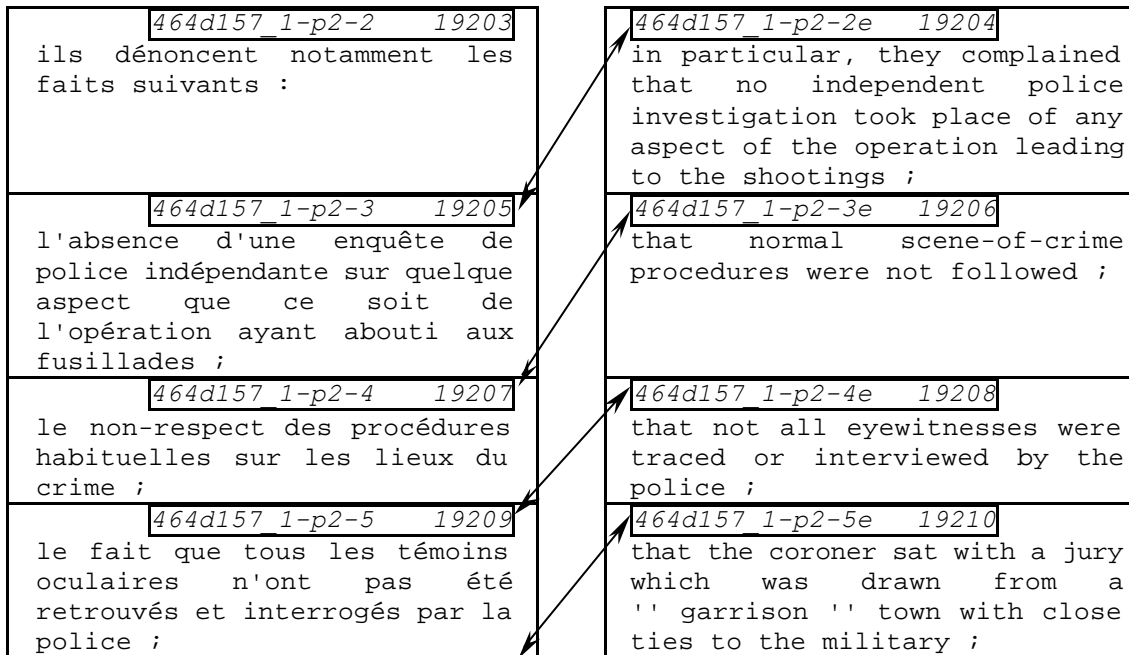 464d157_1-p2-2 19203
ils dénoncent notamment les
faits suivants :
464d157_1-p2-3 19205
l'absence d'une enquête de
police indépendante sur quelque
aspect que ce soit de
l'opération ayant abouti aux
fusillades ;
464d157_1-p2-4 19207
le non-respect des procédures
habituelles sur les lieux du
crime ;
464d157_1-p2-5 19209
le fait que tous les témoins
oculaires n'ont pas été
retrouvés et interrogés par la
police ;
464d157_1-p2-2e 19204
in particular, they complained
that no independent police
investigation took place of any
aspect of the operation leading
to the shootings ;
464d157_1-p2-3e 19206
that normal scene-of-crime
procedures were not followed ;
464d157_1-p2-4e 19208
that not all eyewitnesses were
traced or interviewed by the
police ;
464d157_1-p2-5e 19210
that the coroner sat with a jury
which was drawn from a
'' garrison '' town with close
ties to the military ;